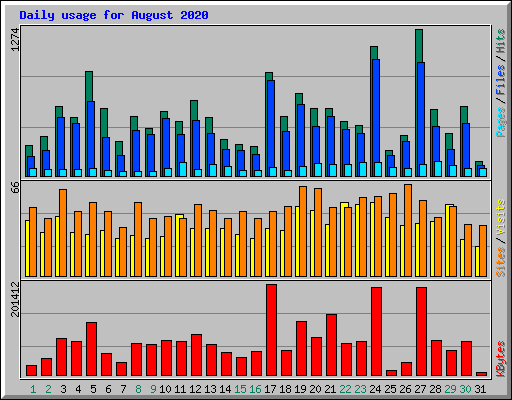 Daily usage for August 2020
1274
Pages / Files / Hits
66
Sites / Visits
201412
KBytes
1 2 3 4 5 6 7 8 9 10 11 12 13 14 15 16 17 18 19 20 21 22 23 24 25 26 27 28 29 30 31